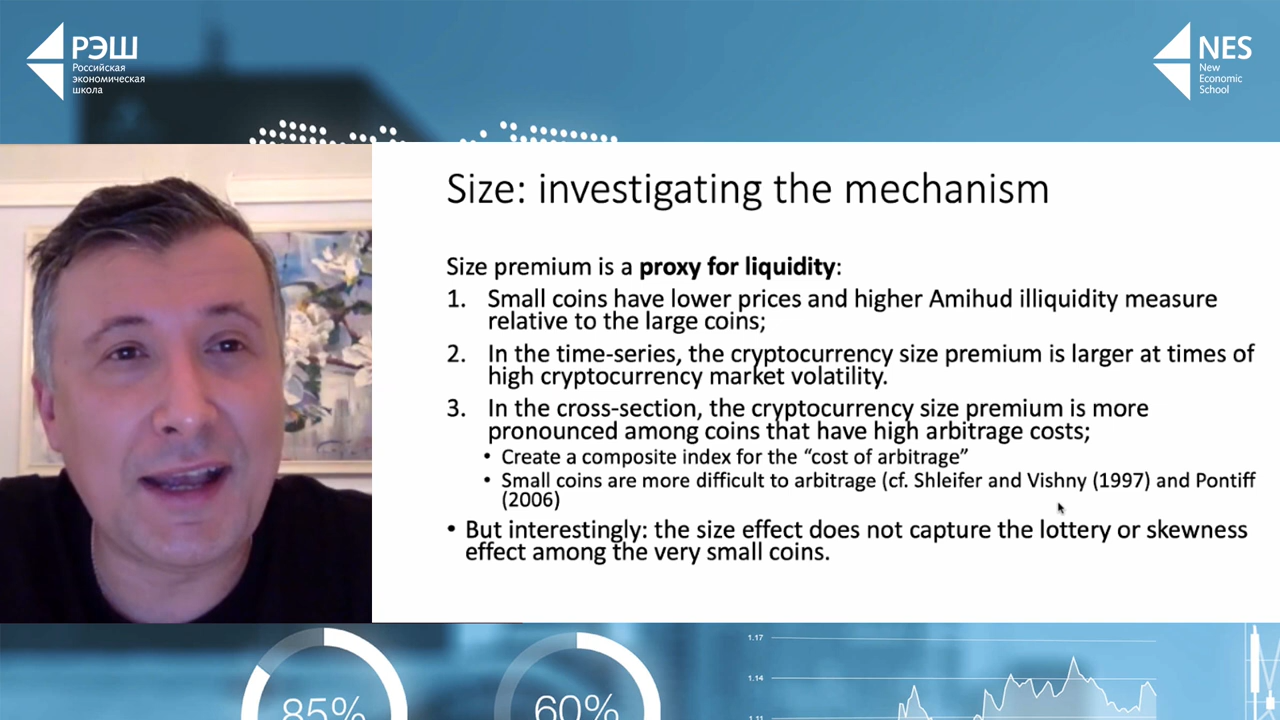 РЭШ
Российская
экономическая
школа
NES
New
Economic
School
Size: investigating the mechanism
Size premium is a proxy for liquidity:
1. Small coins have lower prices and higher Amihud illiquidity measure
relative to the large coins;
2. In the time-series, the cryptocurrency size premium is larger at times of
high cryptocurrency market volatility.
3. In the cross-section, the cryptocurrency size premium is more
pronounced among coins that have high arbitrage costs;
• Create a composite index for the “cost of arbitrage”
• Small coins are more difficult to arbitrage (cf. Shleifer and Vishny (1997) and Pontiff
(2006)
• But interestingly: the size effect does not capture the lottery or skewness
effect among the very small coins.
85%
60%
1.17
1.14
1.11